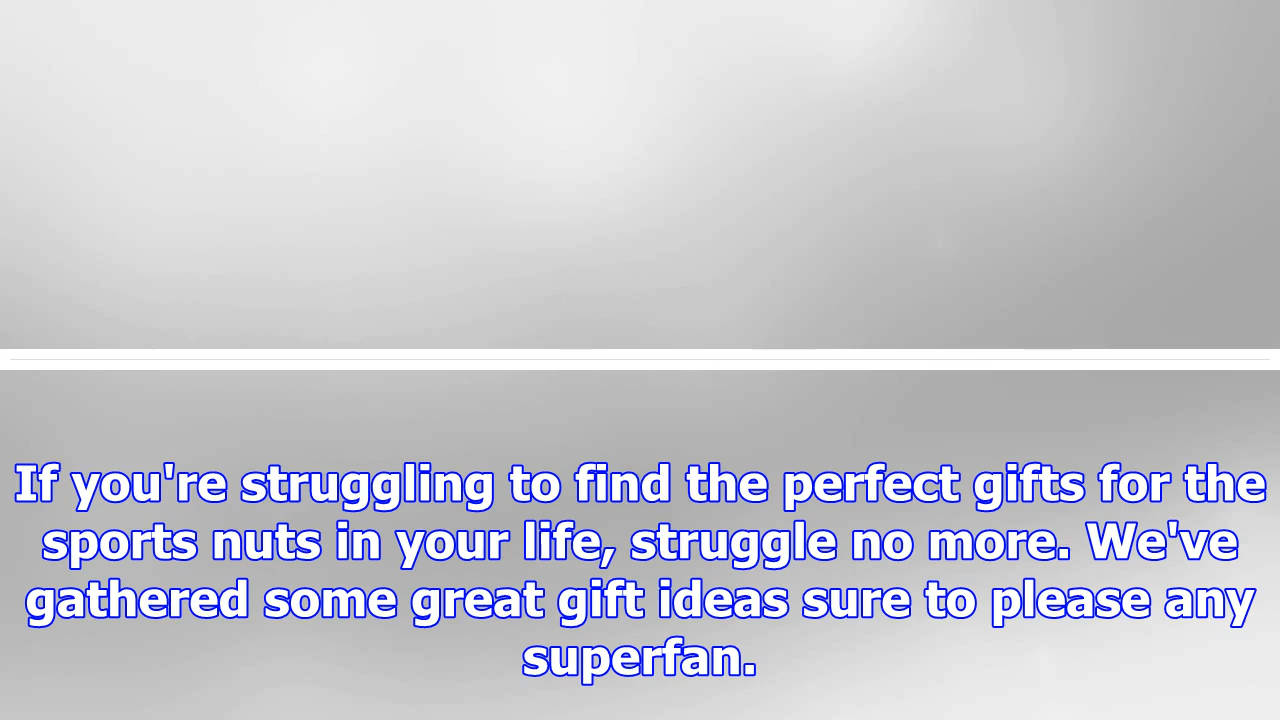 If you're struggling to find the perfect gifts for the
sports nuts in your life, struggle no more. We've
gathered some great gift ideas sure to please any
superfan.